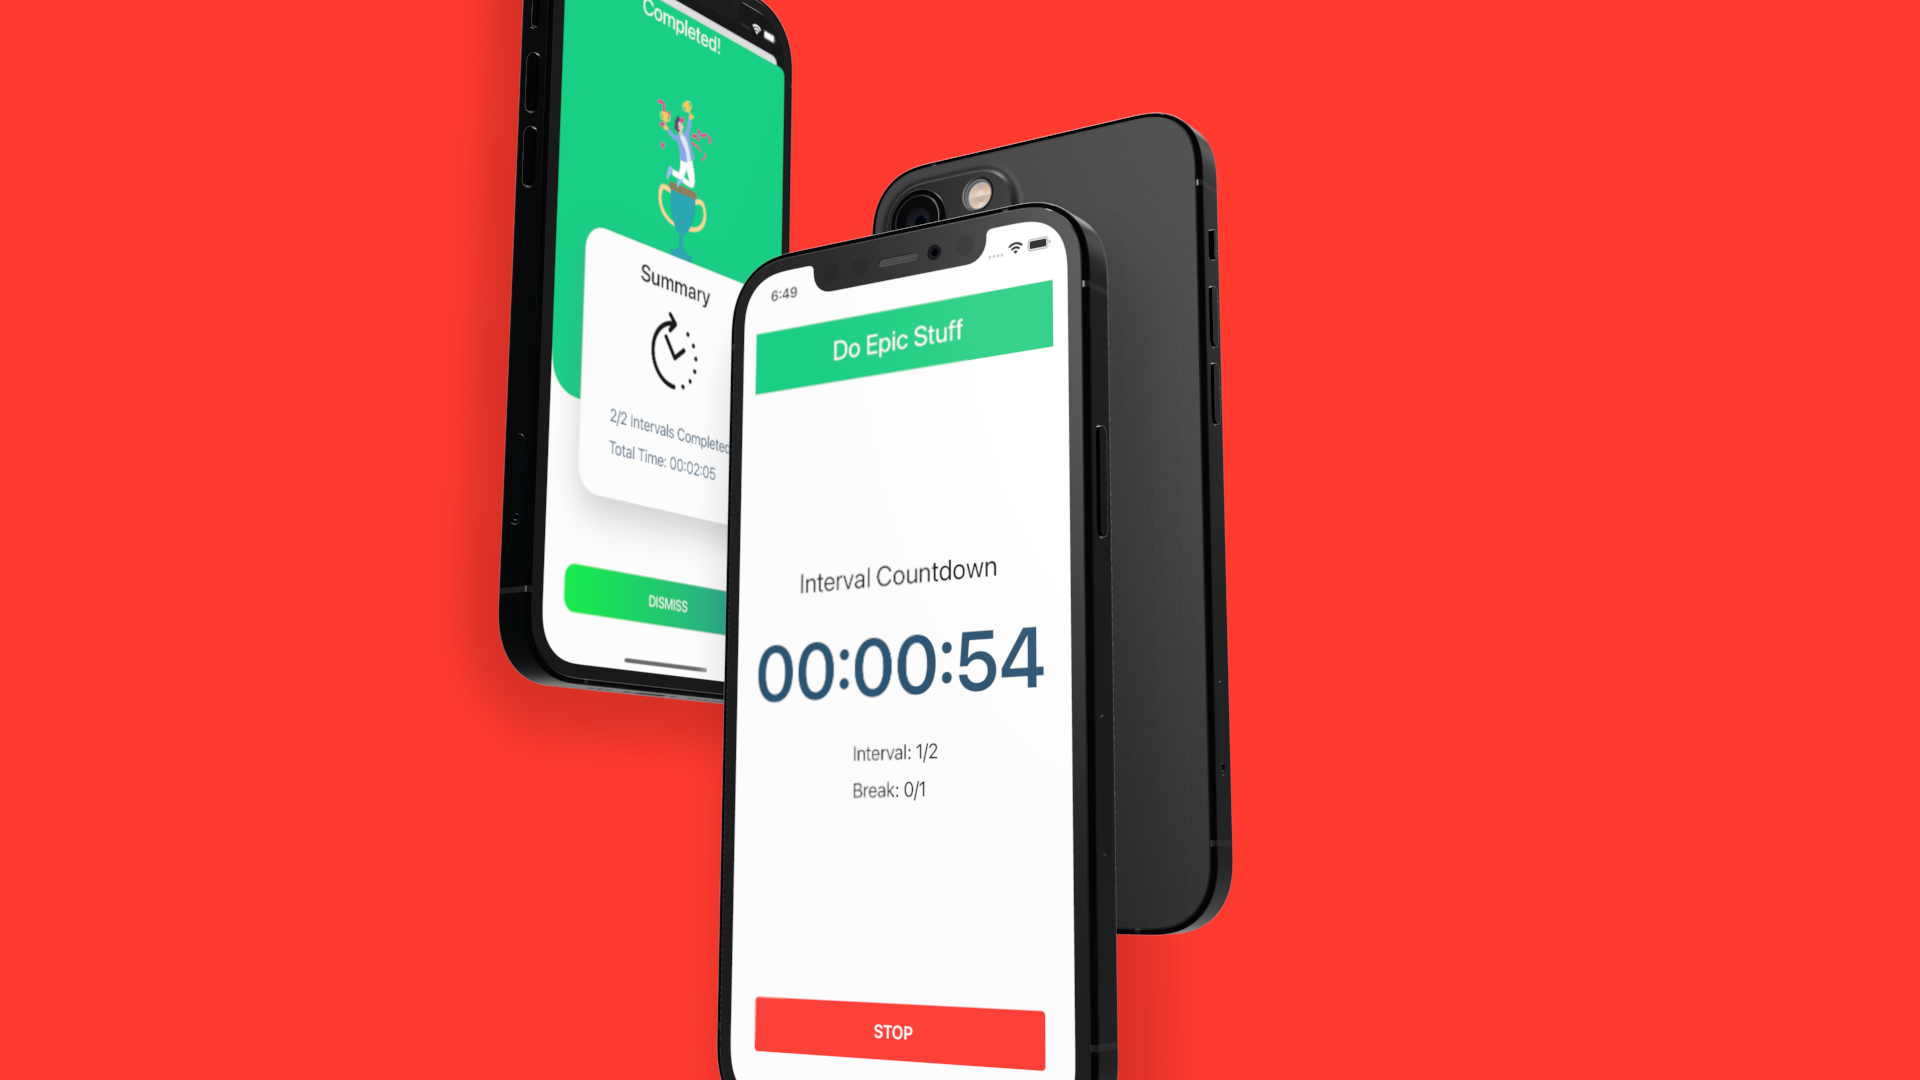 Completed!
Summary
2/2 Intervals Completed
Total Time: 00:02:05
DISMISS
6:49
Do Epic Stuff
Interval Countdown
00:00:54
Interval: 1/2
Break: 0/1
STOP